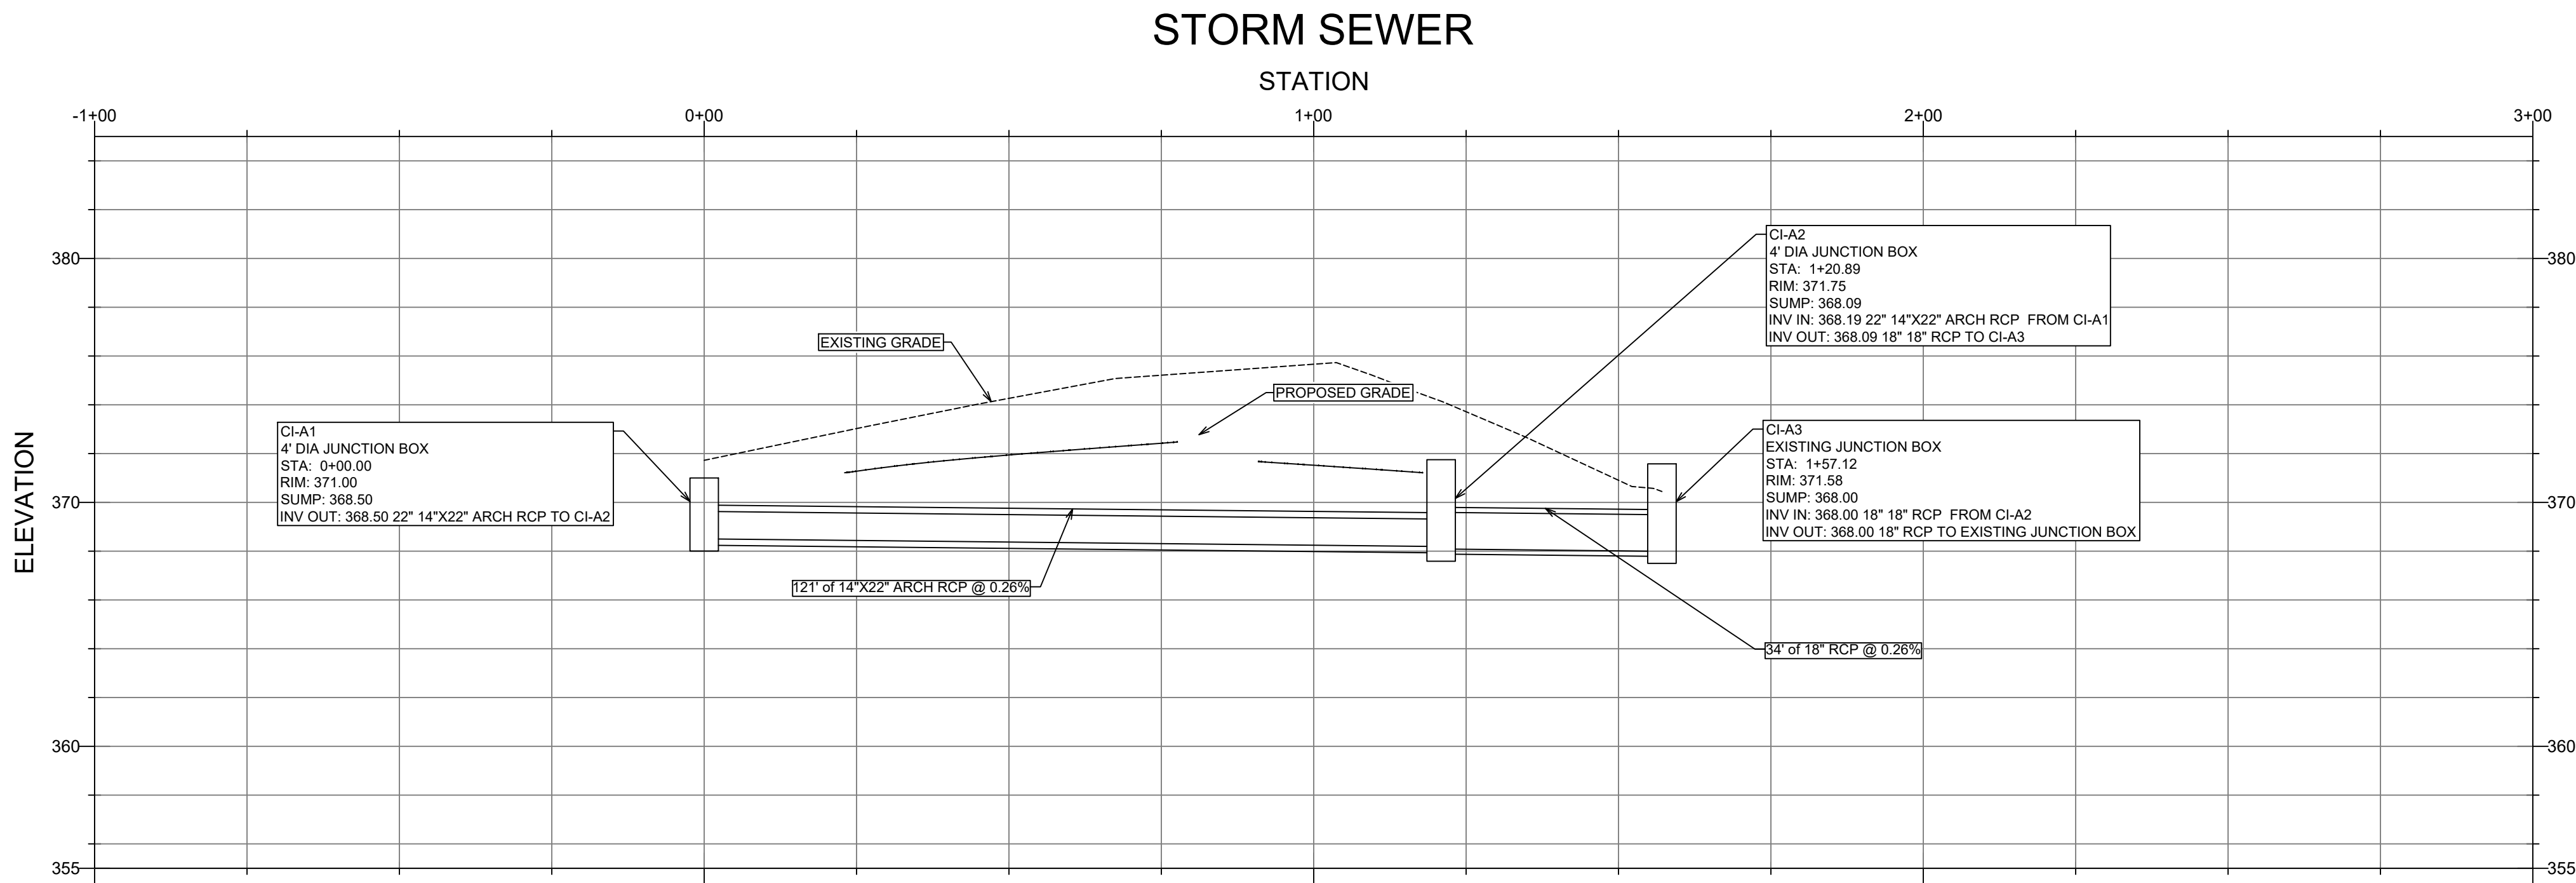 STORM SEWER
STATION
-1+00 0+00 1+00 2+00 3+00
380 380
CI-A2
4' DIA JUNCTION BOX
STA: 1+20.89
RIM: 371.75
SUMP: 368.09
INV IN: 368.19 22" 14"X22" ARCH RCP FROM CI-A1
INV OUT: 368.09 18" 18" RCP TO CI-A3
EXISTING GRADE
PROPOSED GRADE
CI-A1
4' DIA JUNCTION BOX
STA: 0+00.00
RIM: 371.00
SUMP: 368.50
INV OUT: 368.50 22" 14"X22" ARCH RCP TO CI-A2
CI-A3
EXISTING JUNCTION BOX
STA: 1+57.12
RIM: 371.58
SUMP: 368.00
INV IN: 368.00 18" 18" RCP FROM CI-A2
INV OUT: 368.00 18" RCP TO EXISTING JUNCTION BOX
ELEVATION
370 370
121' of 14"X22" ARCH RCP @ 0.26%
34' of 18" RCP @ 0.26%
360 360
355 355